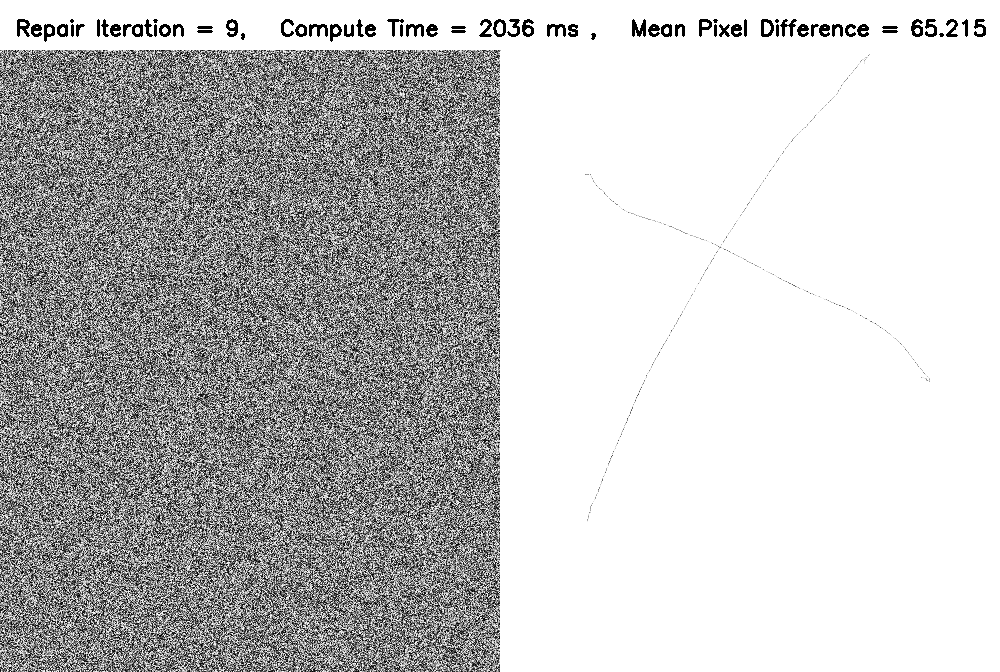 Repair Iteration = 9, Compute Time = 2036 ms , Mean Pixel Difference = 65.215